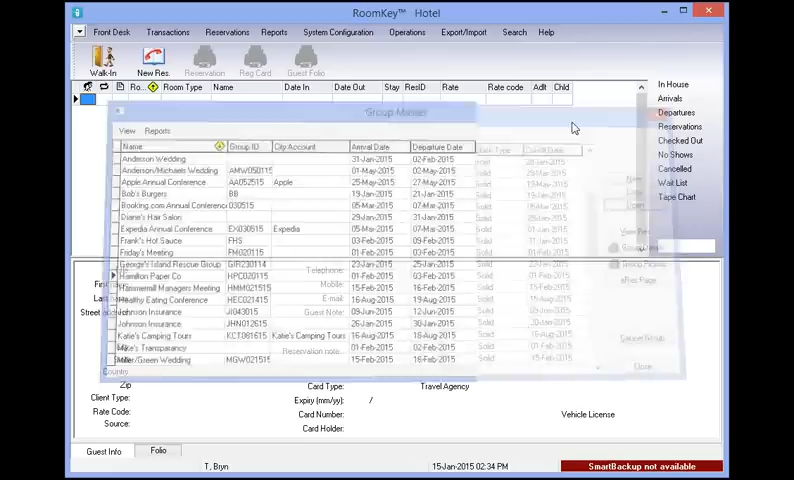 RoomKey™ Hotel
Front Desk Transactions Reservations Reports System Configuration Operations Export/Import Search Help
Walk-In New Res. Reservation Reg Card Guest Folio
Ro... Room Type Name Date In Date Out Stay ResID Rate Rate code Adlt Chld
In House
Arrivals
Departures
Reservations
Checked Out
No Shows
Cancelled
Wait List
Tape Chart
Group Master
View Reports
Name Group ID City Account Arrival Date Departure Date
Anderson Wedding 31-Jan-2015 02-Feb-2015
Anderson/Michaels Wedding AMW050115 01-May-2015 02-May-2015
Apple Annual Conference AA052515 Apple 25-May-2015 27-May-2015
Bob's Burgers BB 19-Jan-2015 21-Jan-2015
Booking.com Annual Conference 030515 05-Mar-2015 07-Mar-2015
Diane's Hair Salon 29-Jan-2015 31-Jan-2015
Expedia Annual Conference EX030515 Expedia 05-Mar-2015 07-Mar-2015
Frank's Hot Sauce FHS 03-Feb-2015 09-Feb-2015
Friday's Meeting FM020115 01-Feb-2015 03-Feb-2015
George's Island Rescue Group GIR230114 23-Jan-2015 25-Jan-2015
Hamilton Paper Co HPC020115 01-Feb-2015 03-Feb-2015
Hammermill Managers Meeting HMM021515 15-Feb-2015 16-Feb-2015
Healthy Eating Conference HEC021415 15-Aug-2015 16-Aug-2015
Johnson Insurance JI043015 09-Jun-2015 12-Jun-2015
Johnson Insurance JHN012615 26-Jan-2015 30-Jan-2015
Katie's Camping Tours KCT081615 Katie's Camping Tours 16-Aug-2015 18-Aug-2015
Mike's Transparency 01-Feb-2015 02-Feb-2015
Miller/Green Wedding MGW021515 15-Feb-2015 16-Feb-2015
Telephone:
Mobile:
E-mail:
Guest Note:
Reservation note
Close
Country
Zip
Client Type:
Rate Code:
Source:
Card Type:
Expiry (mm/yy): /
Card Number:
Card Holder:
Travel Agency
Vehicle License
Guest Info Folio
T, Bryn 15-Jan-2015 02:34 PM SmartBackup not available